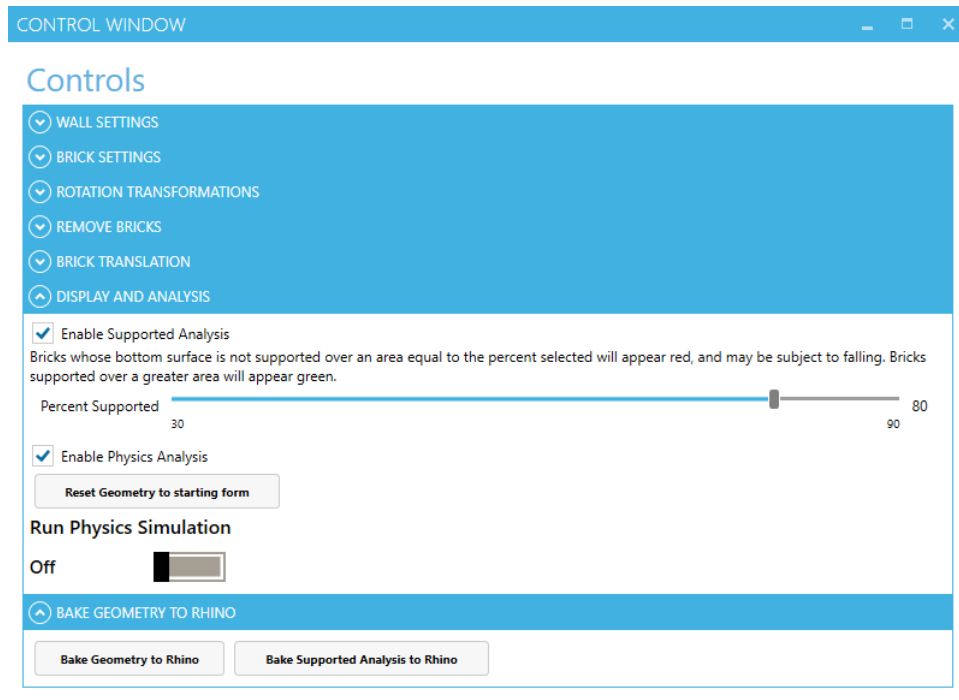 CONTROL WINDOW
Controls
WALL SETTINGS
BRICK SETTINGS
ROTATION TRANSFORMATIONS
REMOVE BRICKS
BRICK TRANSLATION
DISPLAY AND ANALYSIS
Enable Supported Analysis
Bricks whose bottom surface is not supported over an area equal to the percent selected will appear red, and may be subject to falling. Bricks
supported over a greater area will appear green.
Percent Supported 80
30 90
Enable Physics Analysis
Reset Geometry to starting form
Run Physics Simulation
Off
BAKE GEOMETRY TO RHINO
Bake Geometry to Rhino Bake Supported Analysis to Rhino